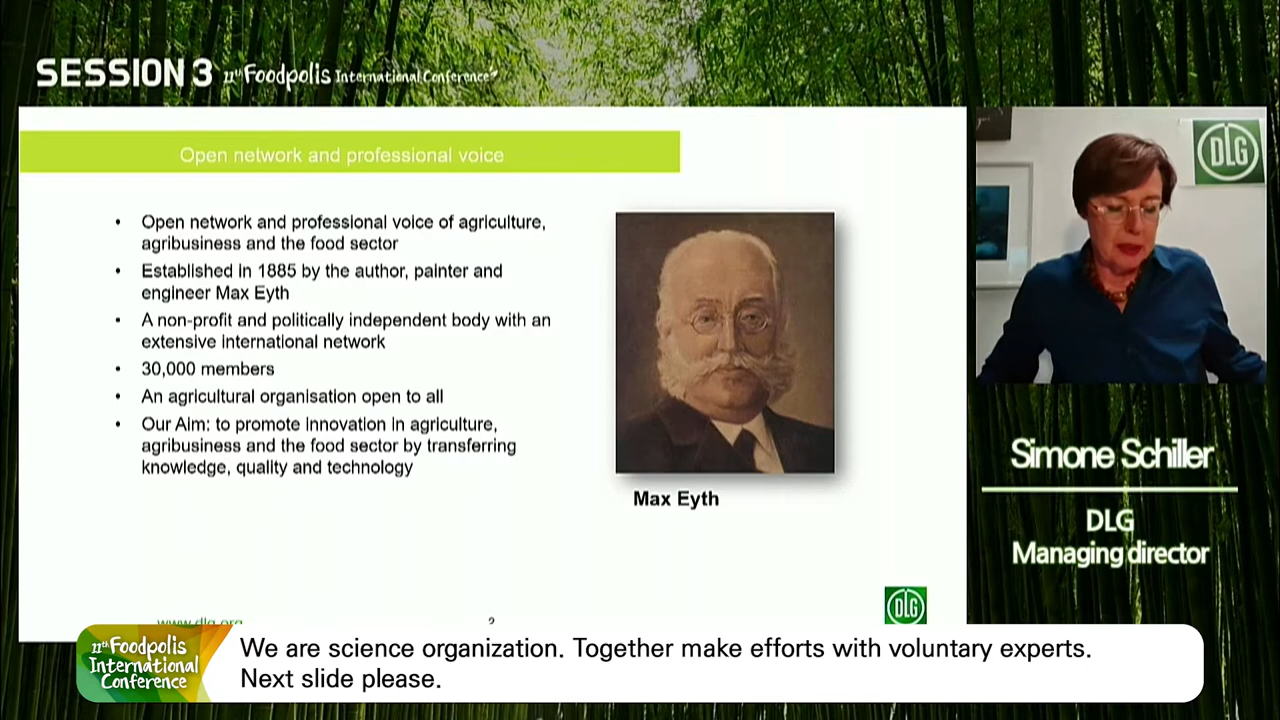 SESSION 3 11th Foodpolis International Conference
Open network and professional voice
• Open network and professional voice of agriculture,
agribusiness and the food sector
• Established in 1885 by the author, painter and
engineer Max Eyth
• A non-profit and politically independent body with an
extensive international network
• 30,000 members
• An agricultural organisation open to all
• Our Aim: to promote innovation in agriculture,
agribusiness and the food sector by transferring
knowledge, quality and technology
Max Eyth
www.dlg.org
2
DLG
DLG
Simone Schiller
DLG
Managing director
11th Foodpolis
International
Conference
We are science organization. Together make efforts with voluntary experts.
Next slide please.